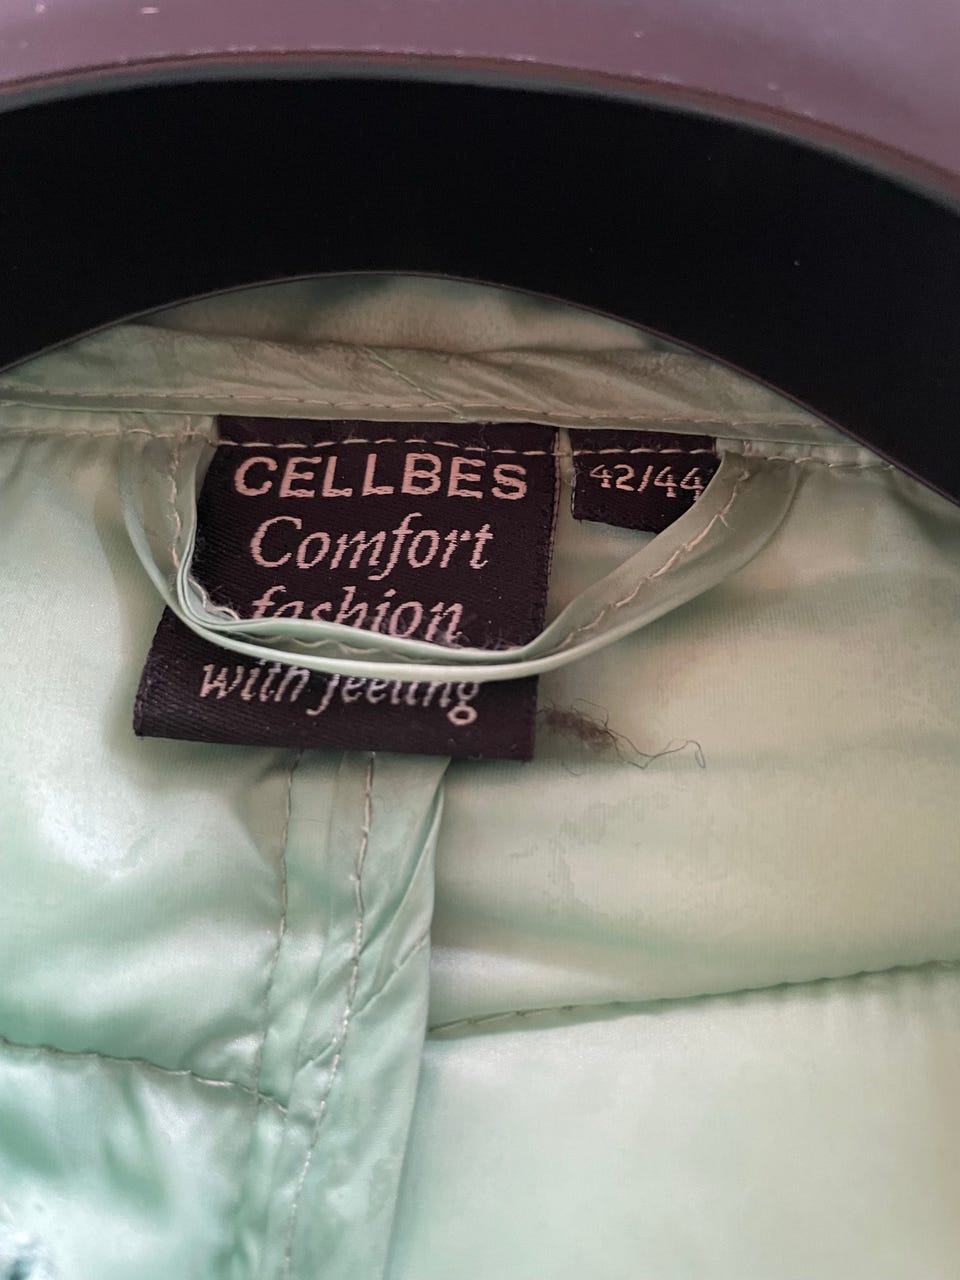 CELLBES
42/44
Comfort
fashion
with feeling